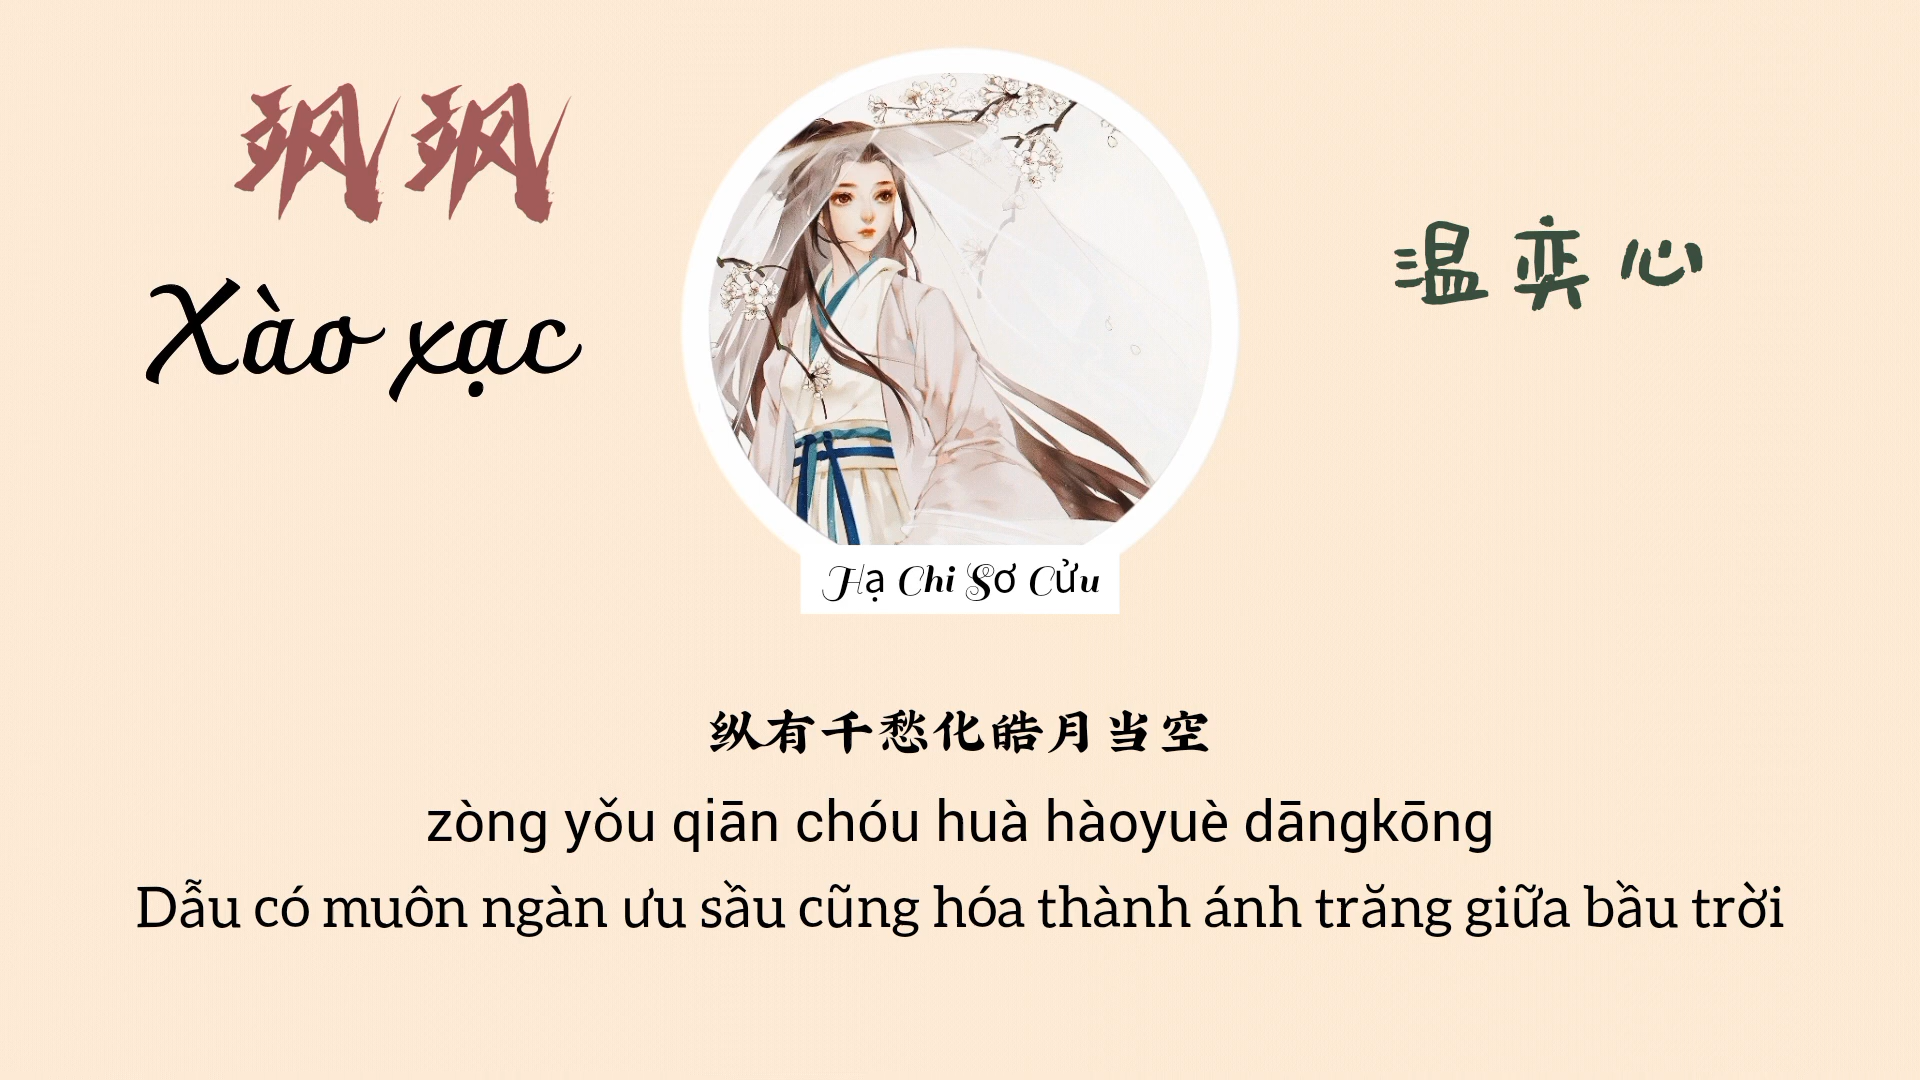 飒飒
Xào xạc
温奕心
Hạ Chi Sơ Cửu
纵有千愁化皓月当空
zòng yǒu qiān chóu huà hàoyuè dāngkōng
Dẫu có muôn ngàn ưu sầu cũng hóa thành ánh trăng giữa bầu trời